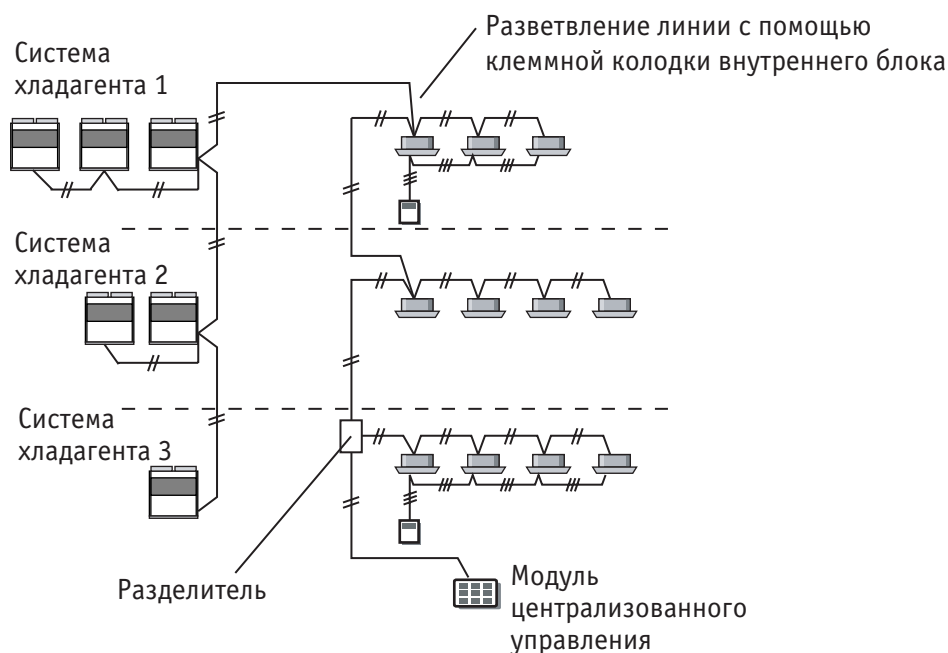 Разветвление линии с помощью
клеммной колодки внутреннего блока
Система
хладагента 1
Система
хладагента 2
Система
хладагента 3
Разделитель
Модуль
централизованного
управления